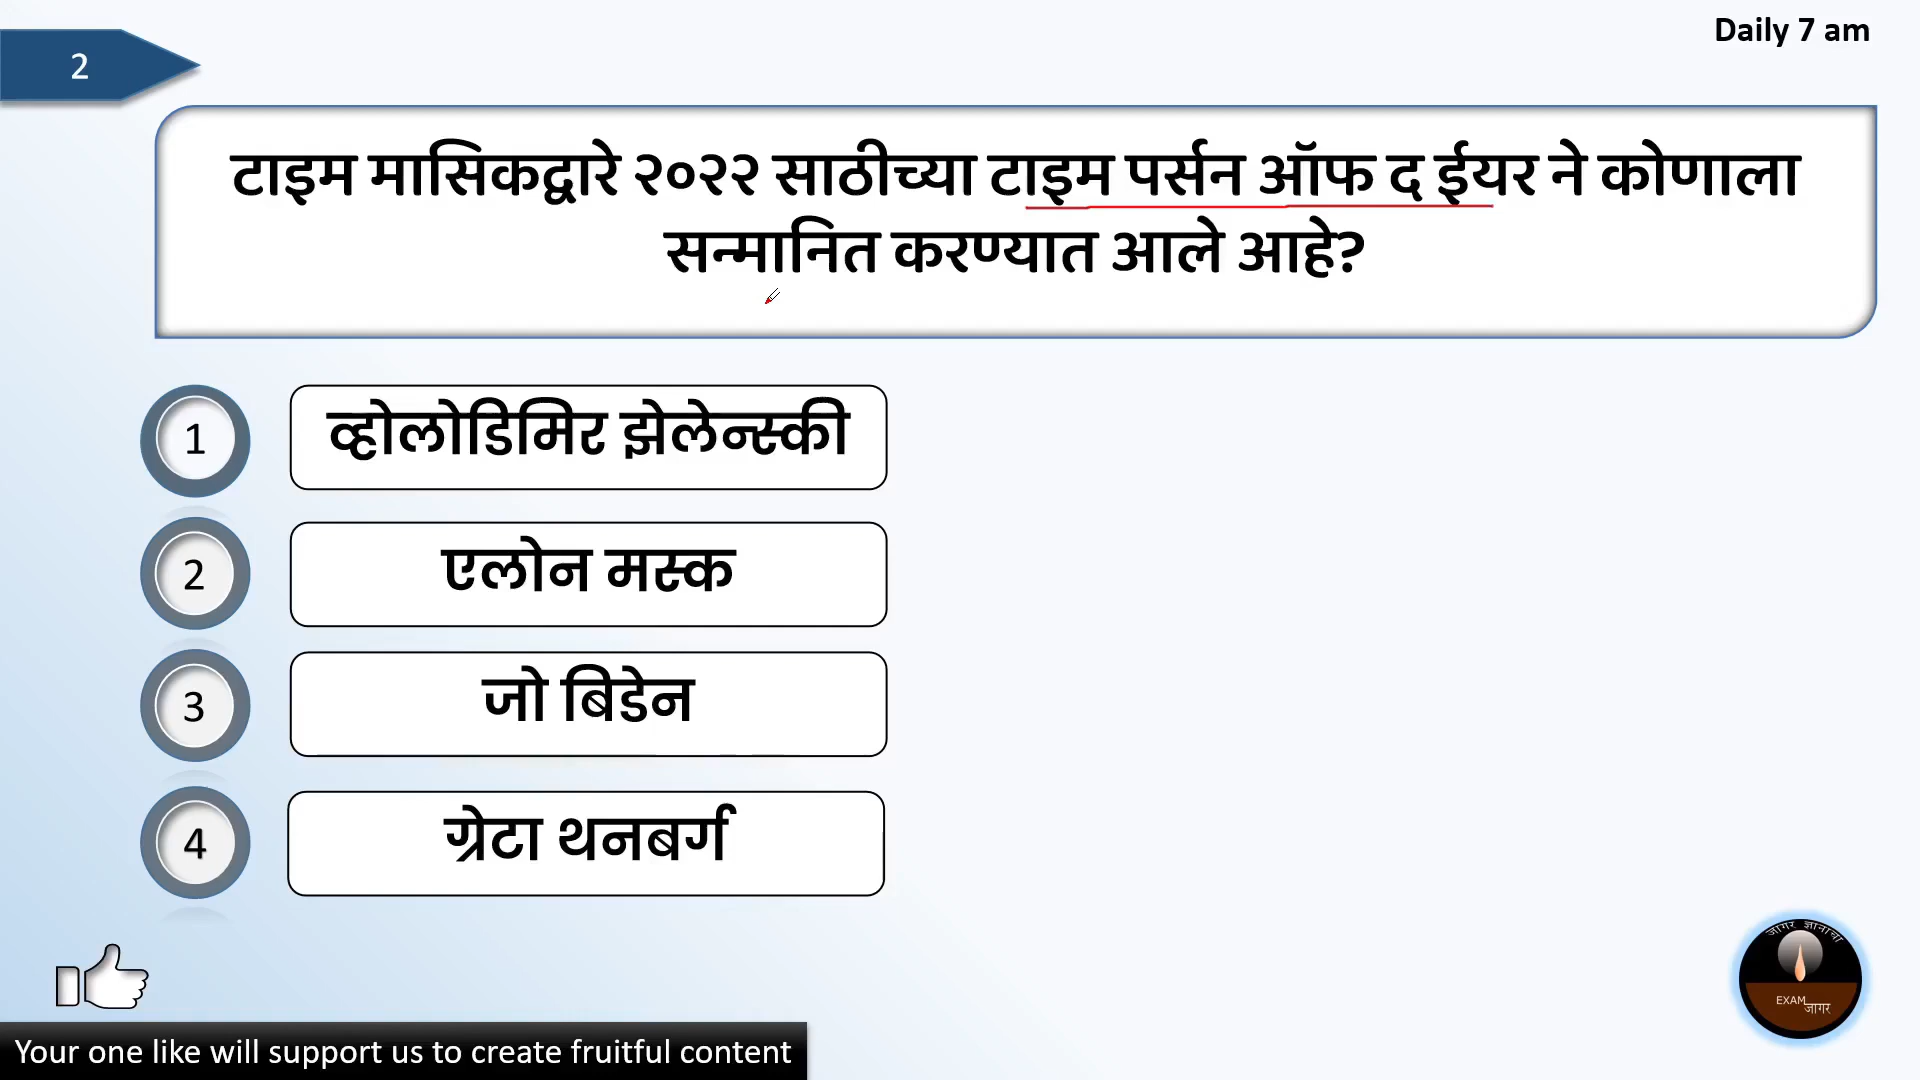 Daily 7 am
2
टाइम मासिकद्वारे २०२२ साठीच्या टाइम पर्सन ऑफ द ईयर ने कोणाला
सन्मानित करण्यात आले आहे?
1
व्होलोडिमिर झेलेन्स्की
2
एलोन मस्क
3
जो बिडेन
4
ग्रेटा थनबर्ग
जागर ज्ञानाचा
EXAM
जागर
Your one like will support us to create fruitful content